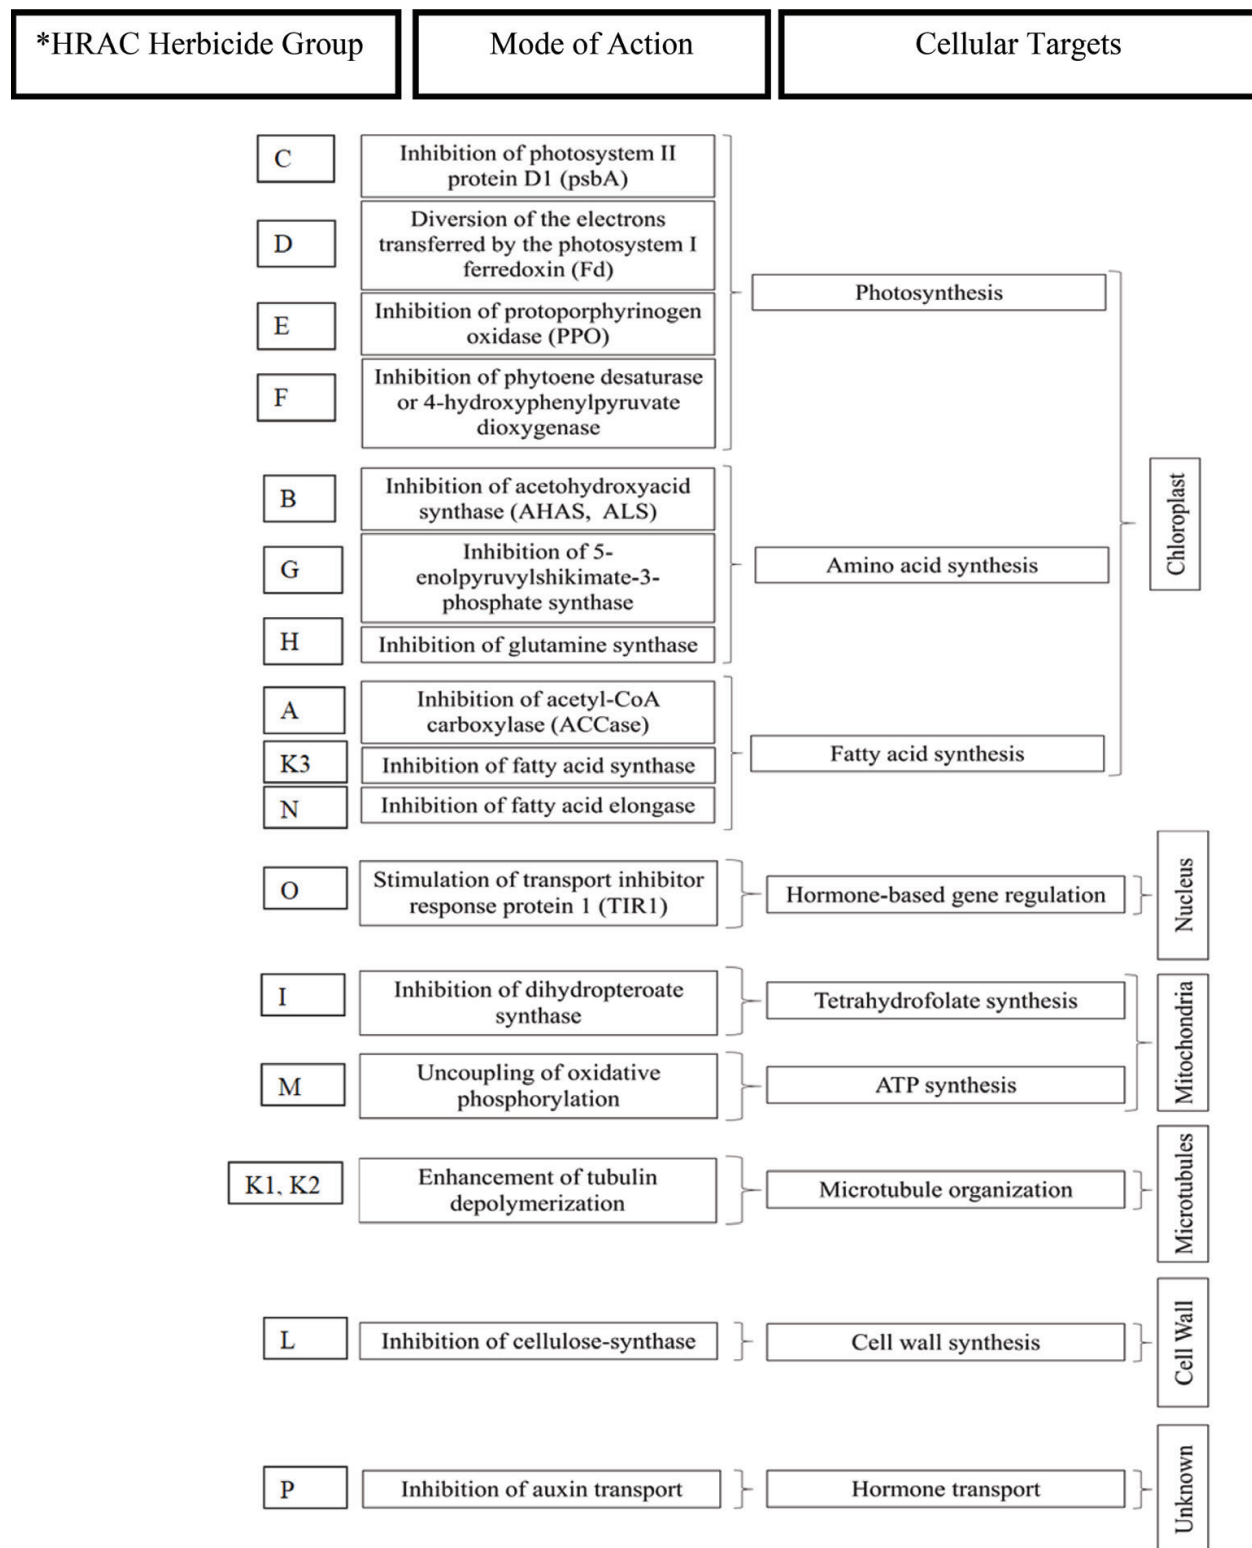 *HRAC Herbicide Group
Mode of Action
Cellular Targets
C
Inhibition of photosystem II
protein D1 (psbA)
D
Diversion of the electrons
transferred by the photosystem I
ferredoxin (Fd)
E
Inhibition of protoporphyrinogen
oxidase (PPO)
F
Inhibition of phytoene desaturase
or 4-hydroxyphenylpyruvate
dioxygenase
Photosynthesis
B
Inhibition of acetohydroxyacid
synthase (AHAS, ALS)
G
Inhibition of 5-
enolpyruvylshikimate-3-
phosphate synthase
H
Inhibition of glutamine synthase
Amino acid synthesis
A
Inhibition of acetyl-CoA
carboxylase (ACCase)
K3
Inhibition of fatty acid synthase
N
Inhibition of fatty acid elongase
Fatty acid synthesis
Chloroplast
O
Stimulation of transport inhibitor
response protein 1 (TIR1)
Hormone-based gene regulation
Nucleus
I
Inhibition of dihydropteroate
synthase
Tetrahydrofolate synthesis
M
Uncoupling of oxidative
phosphorylation
ATP synthesis
Mitochondria
K1, K2
Enhancement of tubulin
depolymerization
Microtubule organization
Microtubules
L
Inhibition of cellulose-synthase
Cell wall synthesis
Cell Wall
P
Inhibition of auxin transport
Hormone transport
Unknown